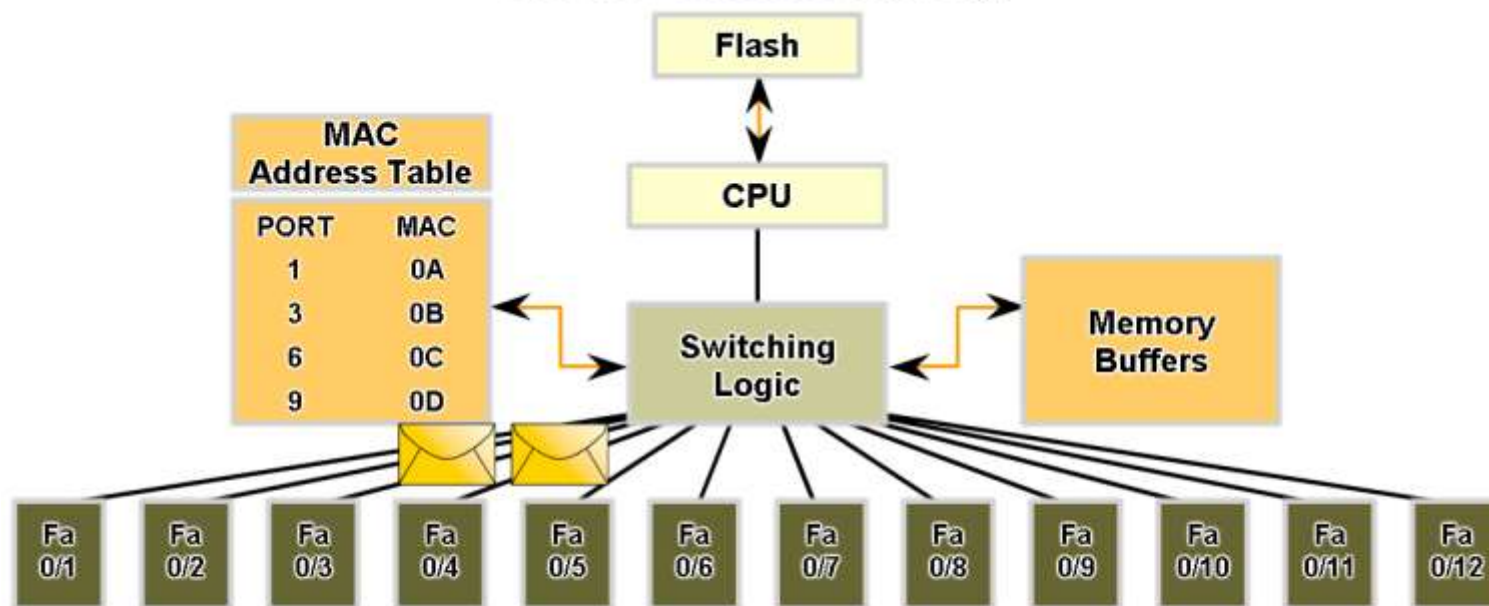 Flash
MAC
Address Table
CPU
PORT MAC
1 0A
3 0B
6 0C
9 0D
Switching
Logic
Memory
Buffers
Fa
0/1
Fa
0/2
Fa
0/3
Fa
0/4
Fa
0/5
Fa
0/6
Fa
0/7
Fa
0/8
Fa
0/9
Fa
0/10
Fa
0/11
Fa
0/12